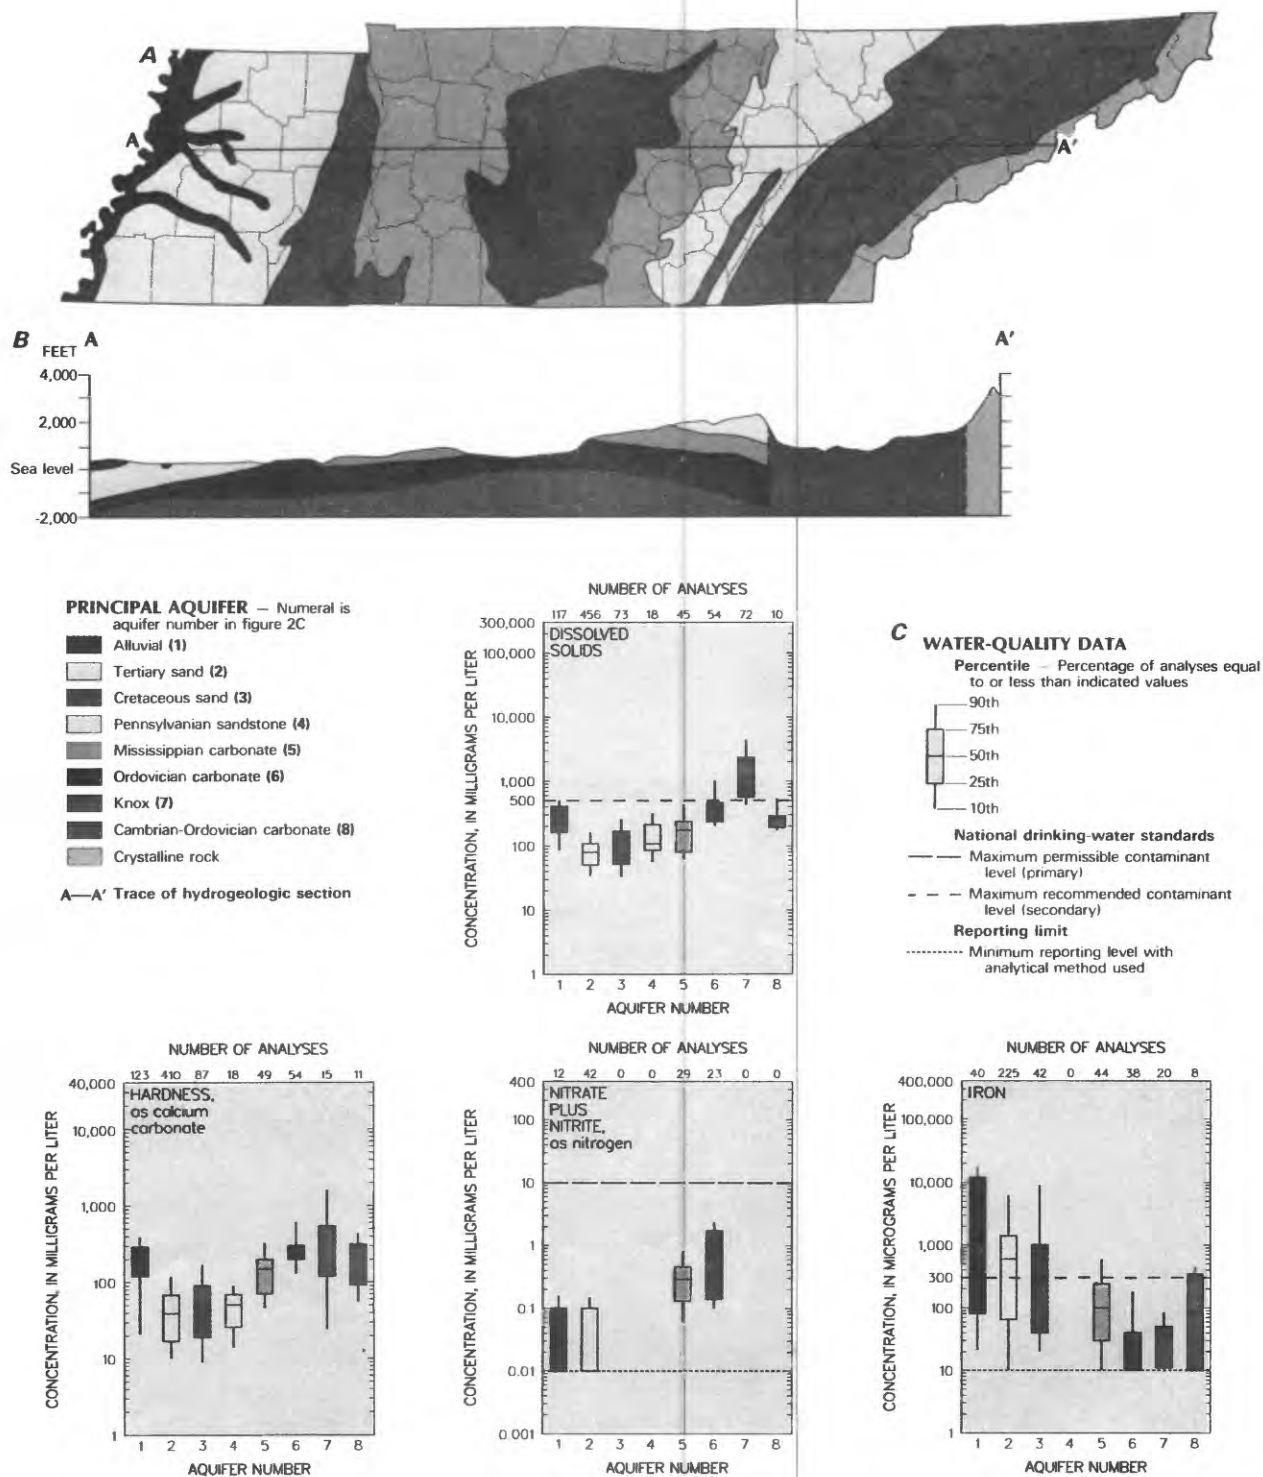 A
A
A'
B
A
A'
FEET
4,000
2,000
Sea level
-2,000
PRINCIPAL AQUIFER — Numeral is
aquifer number in figure 2C
Alluvial (1)
Tertiary sand (2)
Cretaceous sand (3)
Pennsylvanian sandstone (4)
Mississippian carbonate (5)
Ordovician carbonate (6)
Knox (7)
Cambrian-Ordovician carbonate (8)
Crystalline rock
A—A' Trace of hydrogeologic section
NUMBER OF ANALYSES
117 456 73 18 45 54 72 10
DISSOLVED
SOLIDS
CONCENTRATION, IN MILLIGRAMS PER LITER
300,000
100,000
10,000
1,000
500
100
10
1
1 2 3 4 5 6 7 8
AQUIFER NUMBER
C
WATER-QUALITY DATA
Percentile — Percentage of analyses equal
to or less than indicated values
90th
75th
50th
25th
10th
National drinking-water standards
Maximum permissible contaminant
level (primary)
Maximum recommended contaminant
level (secondary)
Reporting limit
Minimum reporting level with
analytical method used
NUMBER OF ANALYSES
123 410 87 18 49 54 15 11
HARDNESS,
as calcium
carbonate
CONCENTRATION, IN MILLIGRAMS PER LITER
40,000
10,000
1,000
100
10
1
1 2 3 4 5 6 7 8
AQUIFER NUMBER
NUMBER OF ANALYSES
12 42 0 0 29 23 0 0
NITRATE
PLUS
NITRITE,
as nitrogen
CONCENTRATION, IN MILLIGRAMS PER LITER
400
100
10
1
0.1
0.01
0.001
1 2 3 4 5 6 7 8
AQUIFER NUMBER
NUMBER OF ANALYSES
40 225 42 0 44 38 20 8
IRON
CONCENTRATION, IN MICROGRAMS PER LITER
400,000
100,000
10,000
1,000
300
100
10
1
1 2 3 4 5 6 7 8
AQUIFER NUMBER